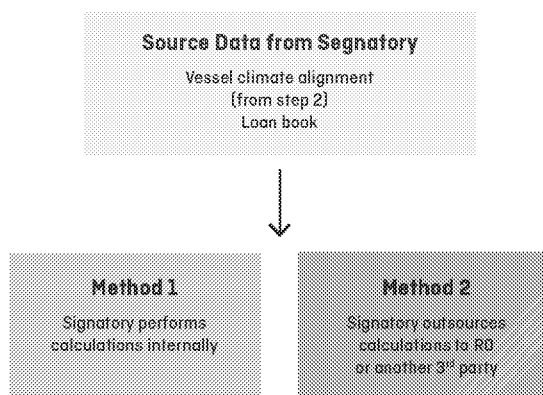 Source Data from Segnatory
Vessel climate alignment
(from step 2)
Loan book
Method 1
Signatory performs
calculations internally
Method 2
Signatory outsources
calculations to RO
or another 3rd party